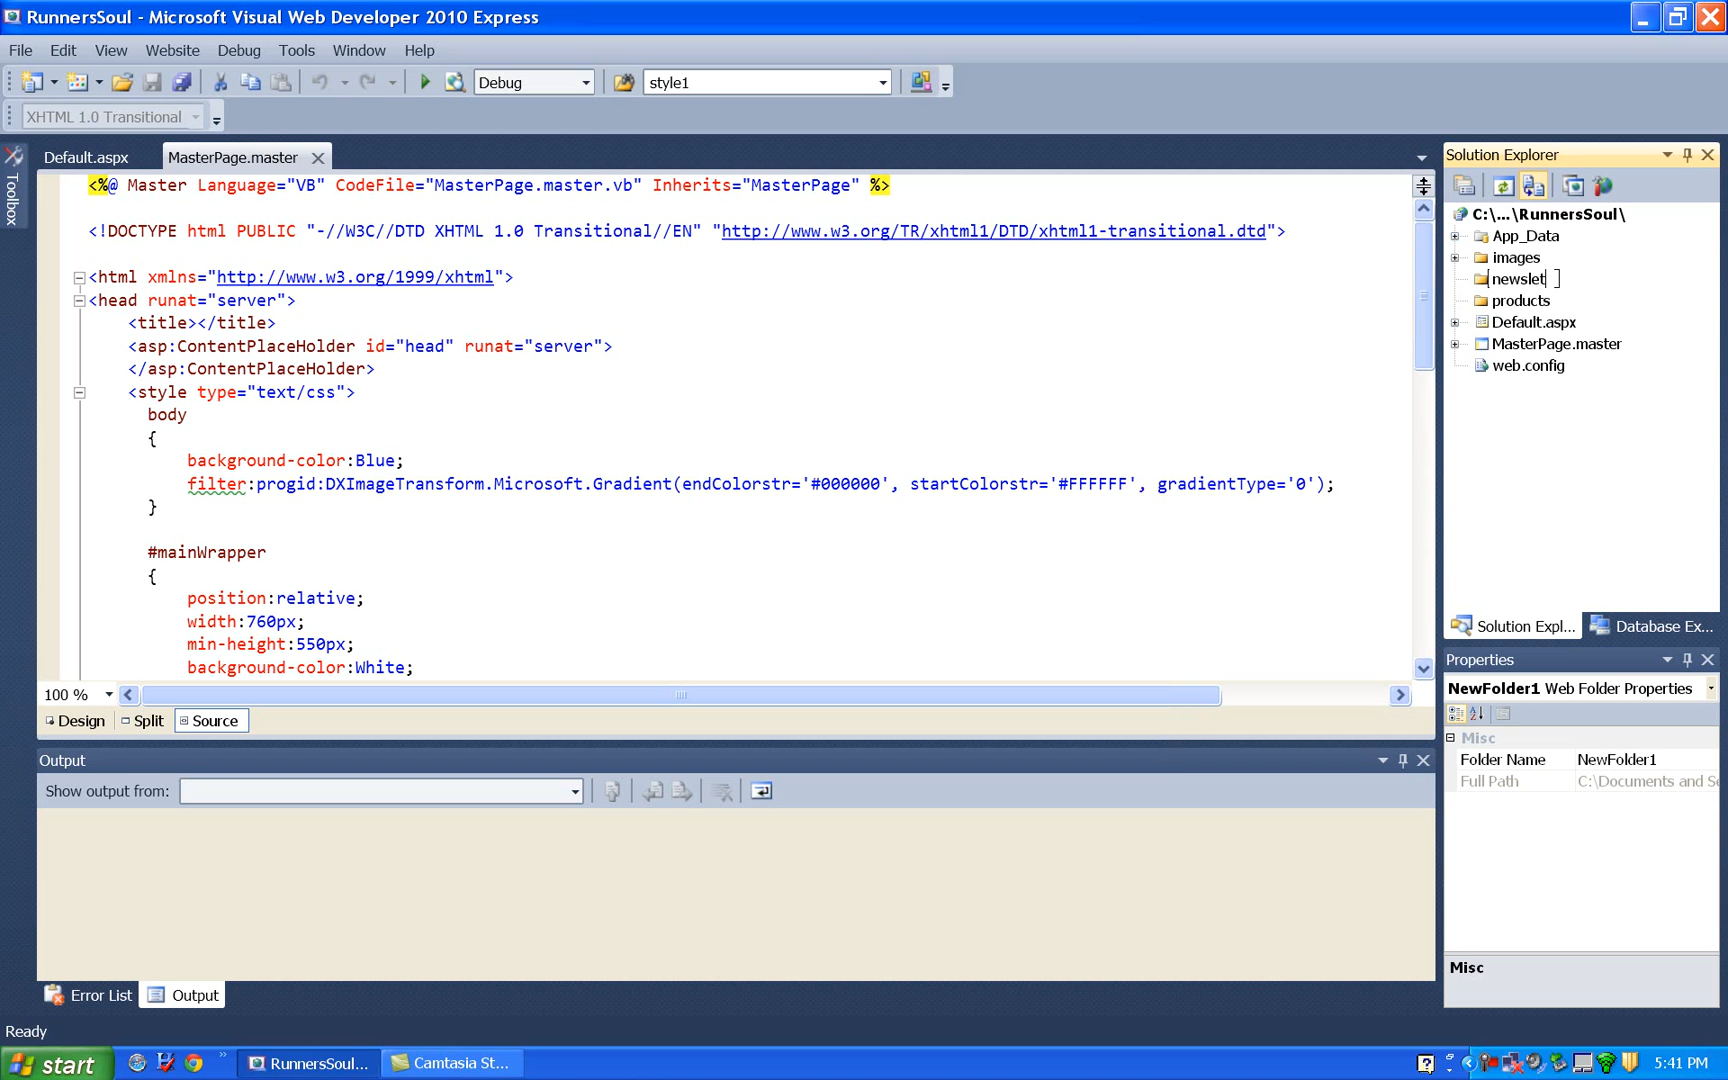 RunnersSoul - Microsoft Visual Web Developer 2010 Express
File Edit View Website Debug Tools Window Help
Debug style1
XHTML 1.0 Transitional
Toolbox
Default.aspx MasterPage.master
<%@ Master Language="VB" CodeFile="MasterPage.master.vb" Inherits="MasterPage" %>
<!DOCTYPE html PUBLIC "-//W3C//DTD XHTML 1.0 Transitional//EN" "http://www.w3.org/TR/xhtml1/DTD/xhtml1-transitional.dtd">
<html xmlns="http://www.w3.org/1999/xhtml">
<head runat="server">
<title></title>
<asp:ContentPlaceHolder id="head" runat="server">
</asp:ContentPlaceHolder>
<style type="text/css">
body
{
background-color:Blue;
filter:progid:DXImageTransform.Microsoft.Gradient(endColorstr='#000000', startColorstr='#FFFFFF', gradientType='0');
}
#mainWrapper
{
position:relative;
width:760px;
min-height:550px;
background-color:White;
100 %
Design Split Source
Output
Show output from:
Error List Output
Ready
Solution Explorer
C:\...\RunnersSoul\
App_Data
images
newslet
products
Default.aspx
MasterPage.master
web.config
Solution Expl... Database Ex...
Properties
NewFolder1 Web Folder Properties
Misc
Folder Name NewFolder1
Full Path C:\Documents and Se
Misc
start RunnersSoul... Camtasia St... 5:41 PM